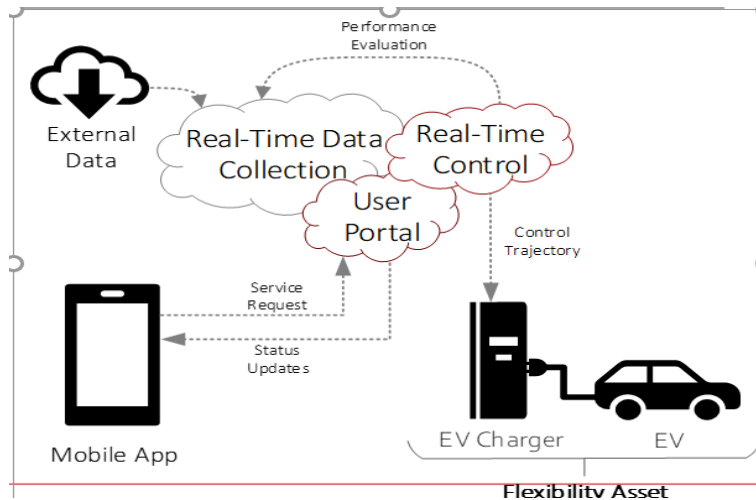 Performance
Evaluation
External
Data
Real-Time Data
Collection
Real-Time
Control
User
Portal
Control
Trajectory
Service
Request
Status
Updates
Mobile App
EV Charger
EV
Flexibility Asset